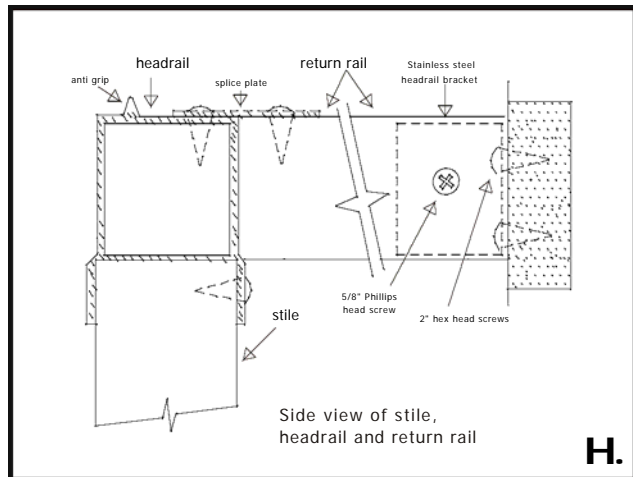 headrail
return rail
Stainless steel
headrail bracket
anti grip
splice plate
5/8" Phillips
head screw
2" hex head screws
stile
Side view of stile,
headrail and return rail
H.